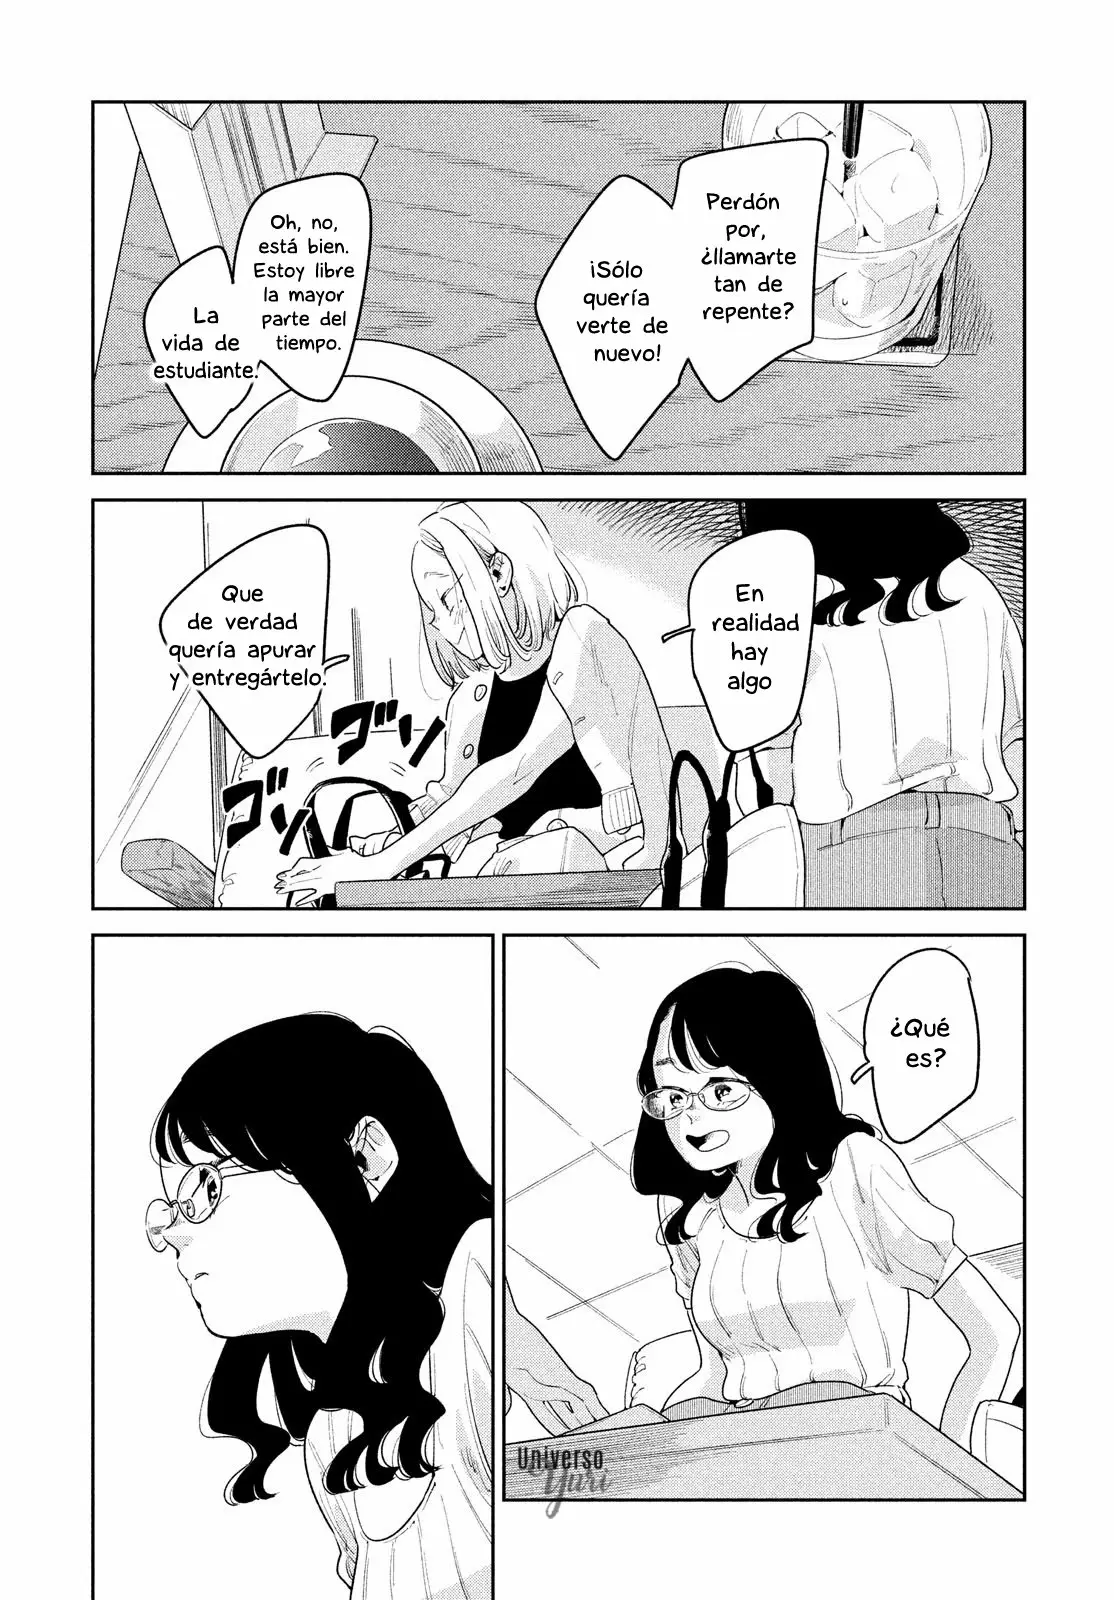 Perdón
por,
¿llamarte
tan de
repente?
¡Sólo
quería
verte de
nuevo!
Oh, no,
está bien.
Estoy libre
la mayor
parte del
tiempo.
La
vida de
estudiante.
En
realidad
hay
algo
Que
de verdad
quería apurar
y entregártelo.
ゴソ
ゴソ
¿Qué
es?
Universo
Yuri